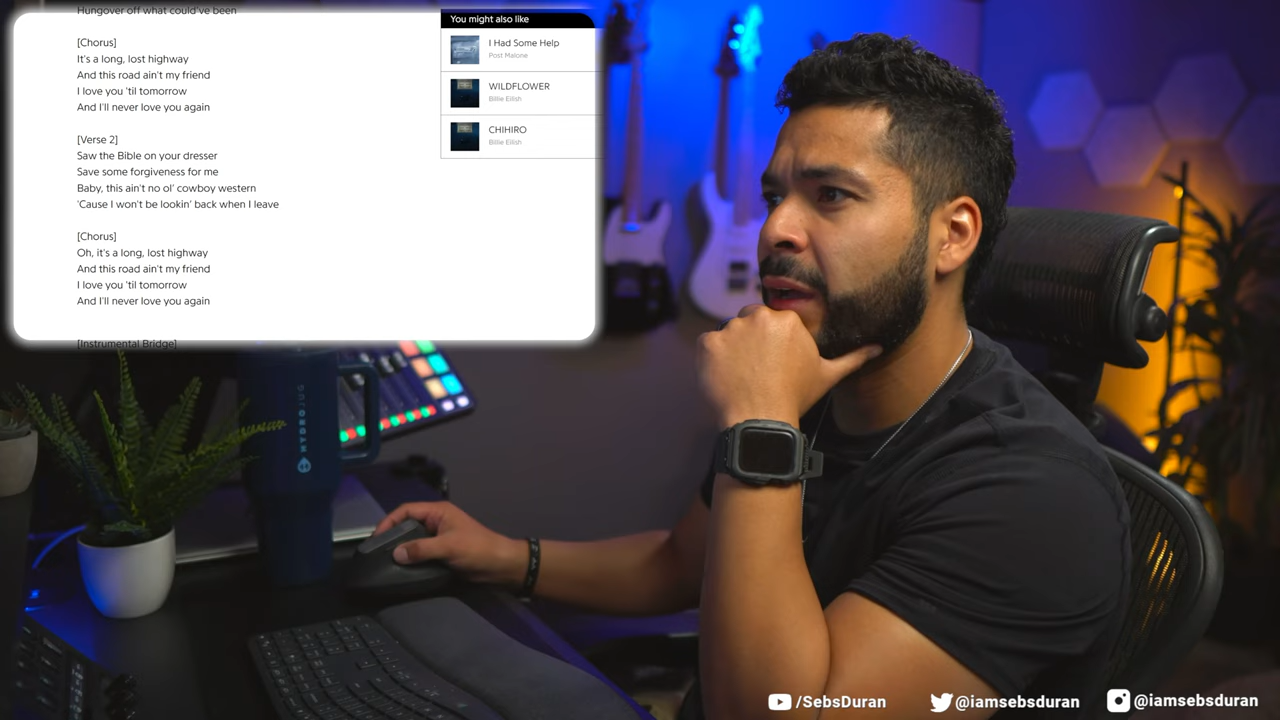 Hungover off what could've been
[Chorus]
It's a long, lost highway
And this road ain't my friend
I love you 'til tomorrow
And I'll never love you again
[Verse 2]
Saw the Bible on your dresser
Save some forgiveness for me
Baby, this ain't no ol' cowboy western
'Cause I won't be lookin' back when I leave
[Chorus]
Oh, it's a long, lost highway
And this road ain't my friend
I love you 'til tomorrow
And I'll never love you again
[Instrumental Bridge]
You might also like
I Had Some Help
Post Malone
WILDFLOWER
Billie Eilish
CHIHIRO
Billie Eilish
HYDROJUG
/SebsDuran
@iamsebsduran
@iamsebsduran